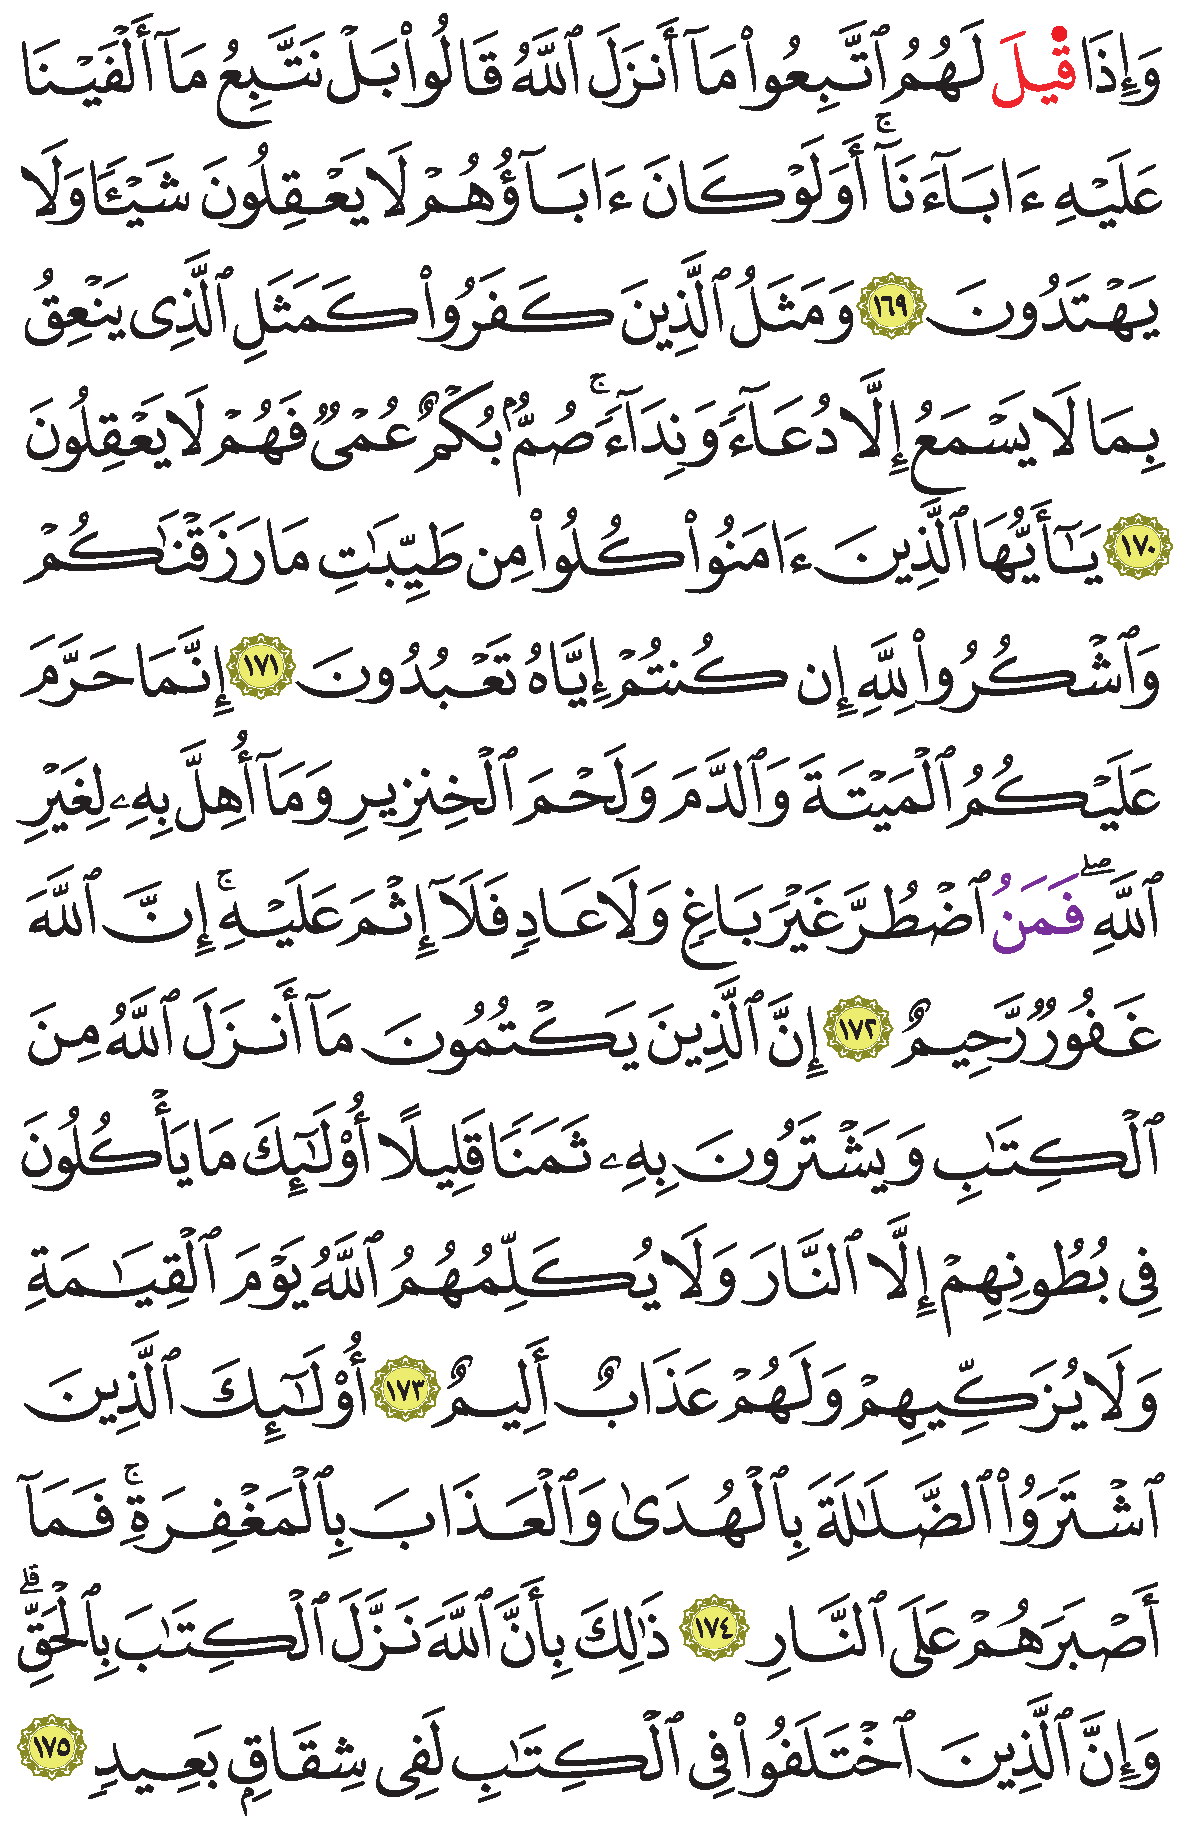 وَإِذَا قِيلَ لَهُمُ ٱتَّبِعُوا۟ مَآ أَنزَلَ ٱللَّهُ قَالُوا۟ بَلْ نَتَّبِعُ مَآ أَلْفَيْنَا
عَلَيْهِ ءَابَآءَنَآ ۚ أَوَلَوْ كَانَ ءَابَآؤُهُمْ لَا يَعْقِلُونَ شَيْـًٔا وَلَا
يَهْتَدُونَ ١٦٩ وَمَثَلُ ٱلَّذِينَ كَفَرُوا۟ كَمَثَلِ ٱلَّذِى يَنْعِقُ
بِمَا لَا يَسْمَعُ إِلَّا دُعَآءً وَنِدَآءً ۚ صُمٌّۢ بُكْمٌ عُمْىٌ فَهُمْ لَا يَعْقِلُونَ
١٧٠ يَـٰٓأَيُّهَا ٱلَّذِينَ ءَامَنُوا۟ كُلُوا۟ مِن طَيِّبَـٰتِ مَا رَزَقْنَـٰكُمْ
وَٱشْكُرُوا۟ لِلَّهِ إِن كُنتُمْ إِيَّاهُ تَعْبُدُونَ ١٧١ إِنَّمَا حَرَّمَ
عَلَيْكُمُ ٱلْمَيْتَةَ وَٱلدَّمَ وَلَحْمَ ٱلْخِنزِيرِ وَمَآ أُهِلَّ بِهِۦ لِغَيْرِ
ٱللَّهِ ۖ فَمَنُ ٱضْطُرَّ غَيْرَ بَاغٍ وَلَا عَادٍ فَلَآ إِثْمَ عَلَيْهِ ۚ إِنَّ ٱللَّهَ
غَفُورٌ رَّحِيمٌ ١٧٢ إِنَّ ٱلَّذِينَ يَكْتُمُونَ مَآ أَنزَلَ ٱللَّهُ مِنَ
ٱلْكِتَـٰبِ وَيَشْتَرُونَ بِهِۦ ثَمَنًا قَلِيلًا أُو۟لَـٰٓئِكَ مَا يَأْكُلُونَ
فِى بُطُونِهِمْ إِلَّا ٱلنَّارَ وَلَا يُكَلِّمُهُمُ ٱللَّهُ يَوْمَ ٱلْقِيَـٰمَةِ
وَلَا يُزَكِّيهِمْ وَلَهُمْ عَذَابٌ أَلِيمٌ ١٧٣ أُو۟لَـٰٓئِكَ ٱلَّذِينَ
ٱشْتَرَوُا۟ ٱلضَّلَـٰلَةَ بِٱلْهُدَىٰ وَٱلْعَذَابَ بِٱلْمَغْفِرَةِ ۚ فَمَآ
أَصْبَرَهُمْ عَلَى ٱلنَّارِ ١٧٤ ذَٰلِكَ بِأَنَّ ٱللَّهَ نَزَّلَ ٱلْكِتَـٰبَ بِٱلْحَقِّ ۗ
وَإِنَّ ٱلَّذِينَ ٱخْتَلَفُوا۟ فِى ٱلْكِتَـٰبِ لَفِى شِقَاقٍۭ بَعِيدٍ ١٧٥